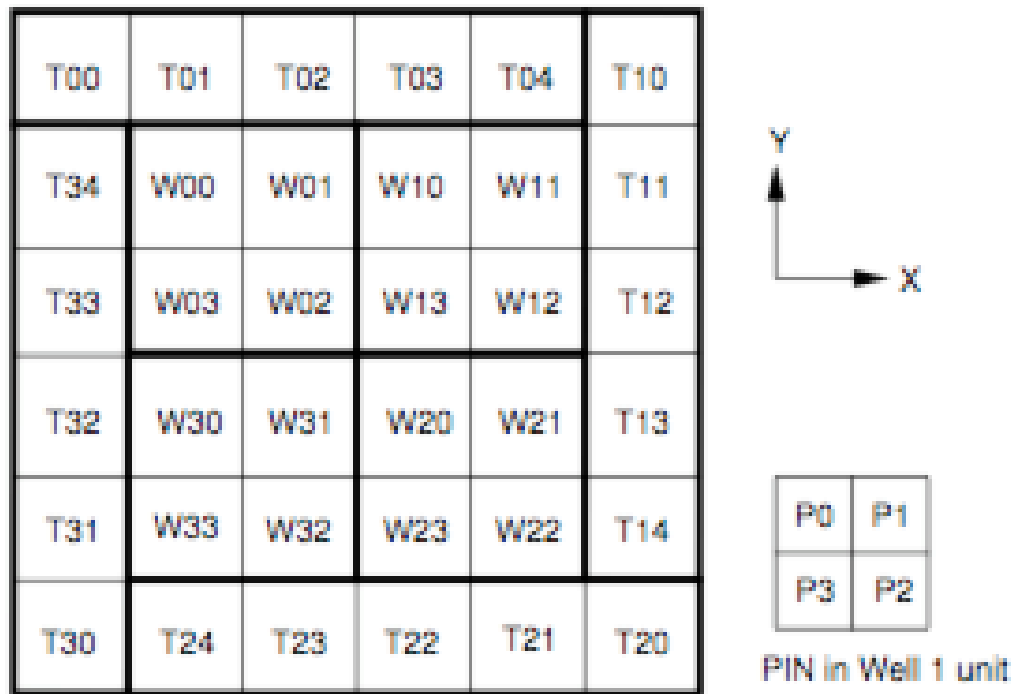 T00 T01 T02 T03 T04 T10
T34 W00 W01 W10 W11 T11
T33 W03 W02 W13 W12 T12
T32 W30 W31 W20 W21 T13
T31 W33 W32 W23 W22 T14
T30 T24 T23 T22 T21 T20
Y
X
P0 P1
P3 P2
PIN in Well 1 unit